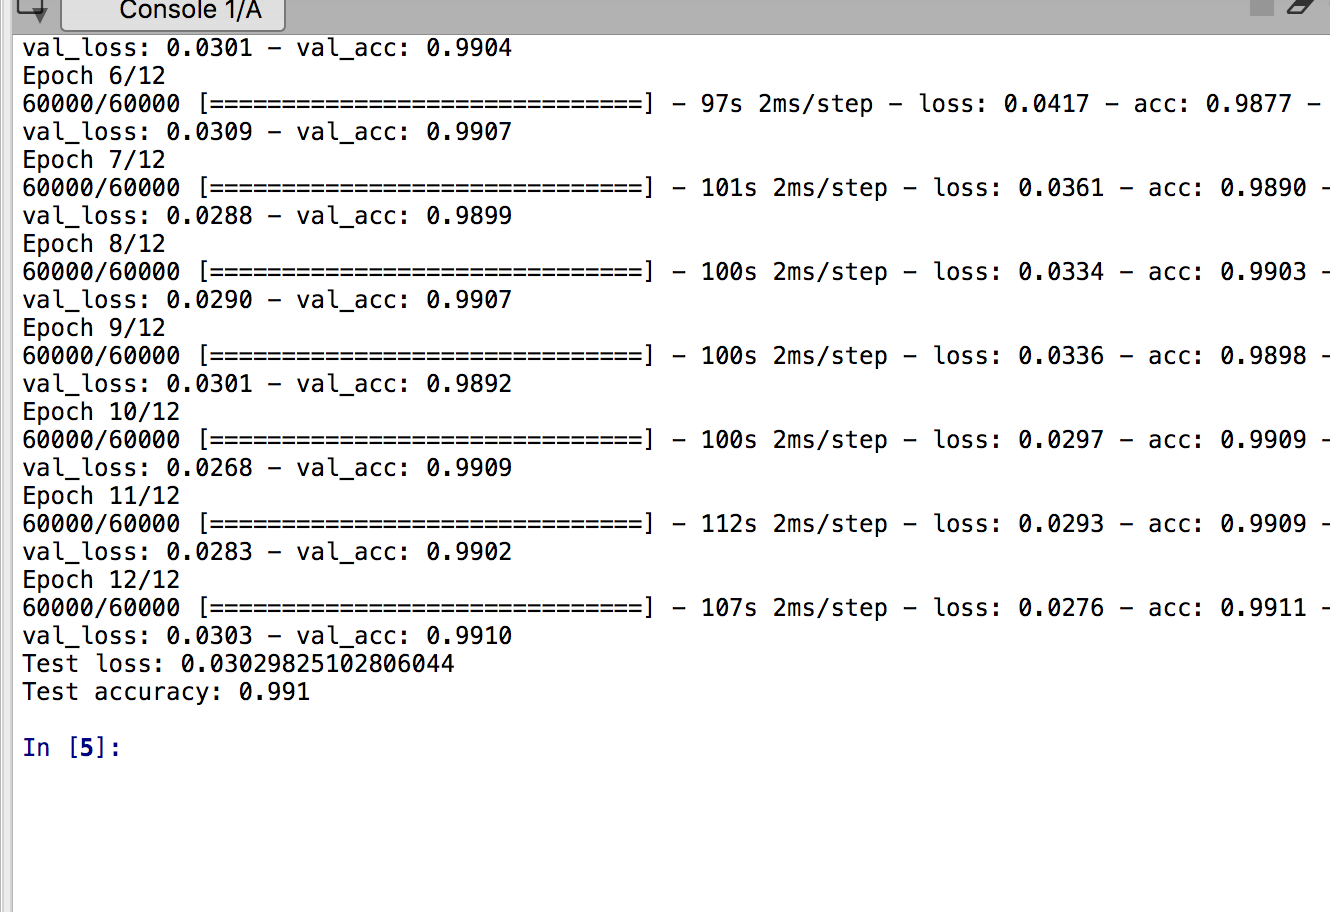 Console 1/A
val_loss: 0.0301 - val_acc: 0.9904
Epoch 6/12
60000/60000 [==============================] - 97s 2ms/step - loss: 0.0417 - acc: 0.9877 -
val_loss: 0.0309 - val_acc: 0.9907
Epoch 7/12
60000/60000 [==============================] - 101s 2ms/step - loss: 0.0361 - acc: 0.9890 -
val_loss: 0.0288 - val_acc: 0.9899
Epoch 8/12
60000/60000 [==============================] - 100s 2ms/step - loss: 0.0334 - acc: 0.9903 -
val_loss: 0.0290 - val_acc: 0.9907
Epoch 9/12
60000/60000 [==============================] - 100s 2ms/step - loss: 0.0336 - acc: 0.9898 -
val_loss: 0.0301 - val_acc: 0.9892
Epoch 10/12
60000/60000 [==============================] - 100s 2ms/step - loss: 0.0297 - acc: 0.9909 -
val_loss: 0.0268 - val_acc: 0.9909
Epoch 11/12
60000/60000 [==============================] - 112s 2ms/step - loss: 0.0293 - acc: 0.9909 -
val_loss: 0.0283 - val_acc: 0.9902
Epoch 12/12
60000/60000 [==============================] - 107s 2ms/step - loss: 0.0276 - acc: 0.9911 -
val_loss: 0.0303 - val_acc: 0.9910
Test loss: 0.03029825102806044
Test accuracy: 0.991
In [5]: